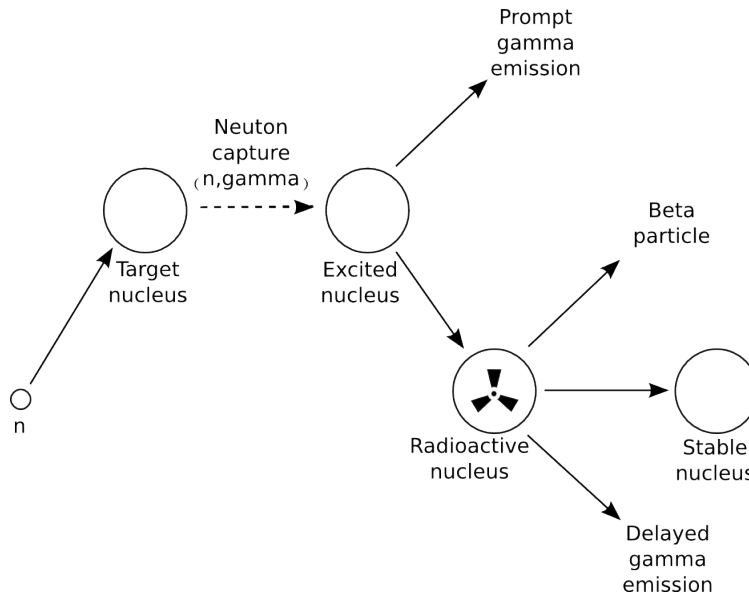 Prompt
gamma
emission
Neuton
capture
(n,gamma)
Target
nucleus
Excited
nucleus
Beta
particle
n
Radioactive
nucleus
Stable
nucleus
Delayed
gamma
emission